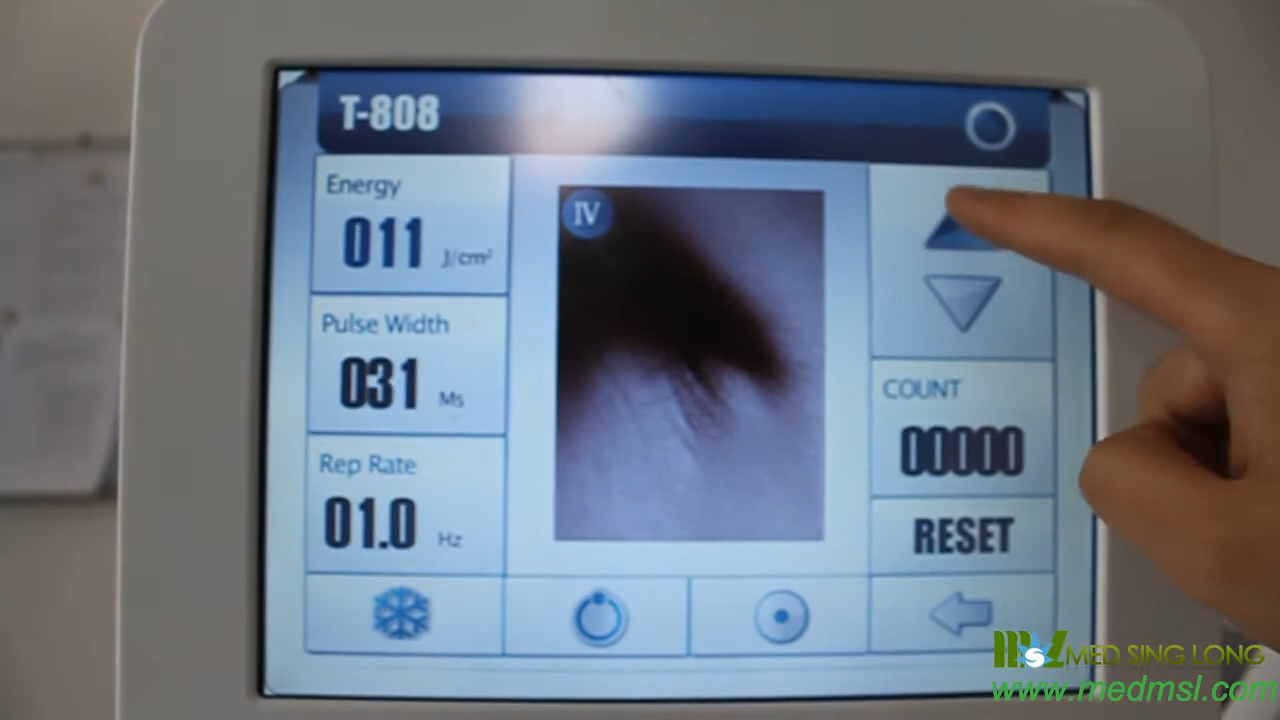 T-808
Energy
011 J/cm²
Pulse Width
031 Ms
Rep Rate
01.0 Hz
IV
COUNT
00000
RESET
MED SING LONG
www.medmsl.com